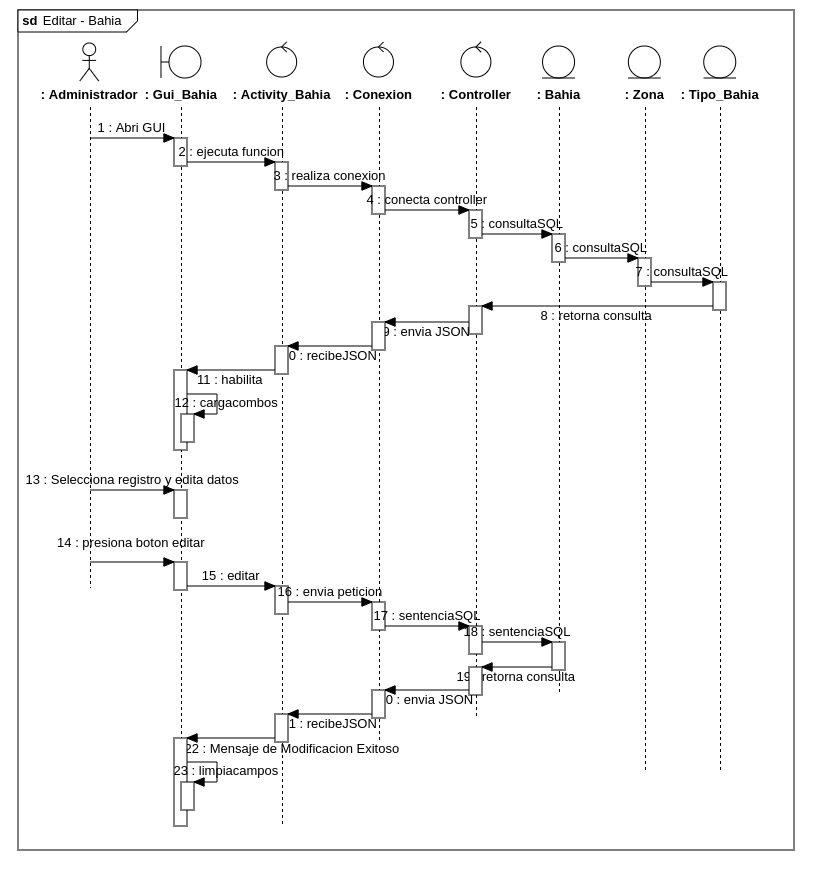 sd Editar - Bahia
: Administrador : Gui_Bahia : Activity_Bahia : Conexion : Controller : Bahia : Zona : Tipo_Bahia
1 : Abri GUI
2 : ejecuta funcion
3 : realiza conexion
4 : conecta controller
5 : consultaSQL
6 : consultaSQL
7 : consultaSQL
8 : retorna consulta
9 : envia JSON
0 : recibeJSON
11 : habilita
12 : cargacombos
13 : Selecciona registro y edita datos
14 : presiona boton editar
15 : editar
16 : envia peticion
17 : sentenciaSQL
18 : sentenciaSQL
19 : retorna consulta
0 : envia JSON
1 : recibeJSON
22 : Mensaje de Modificacion Exitoso
23 : limpiacampos